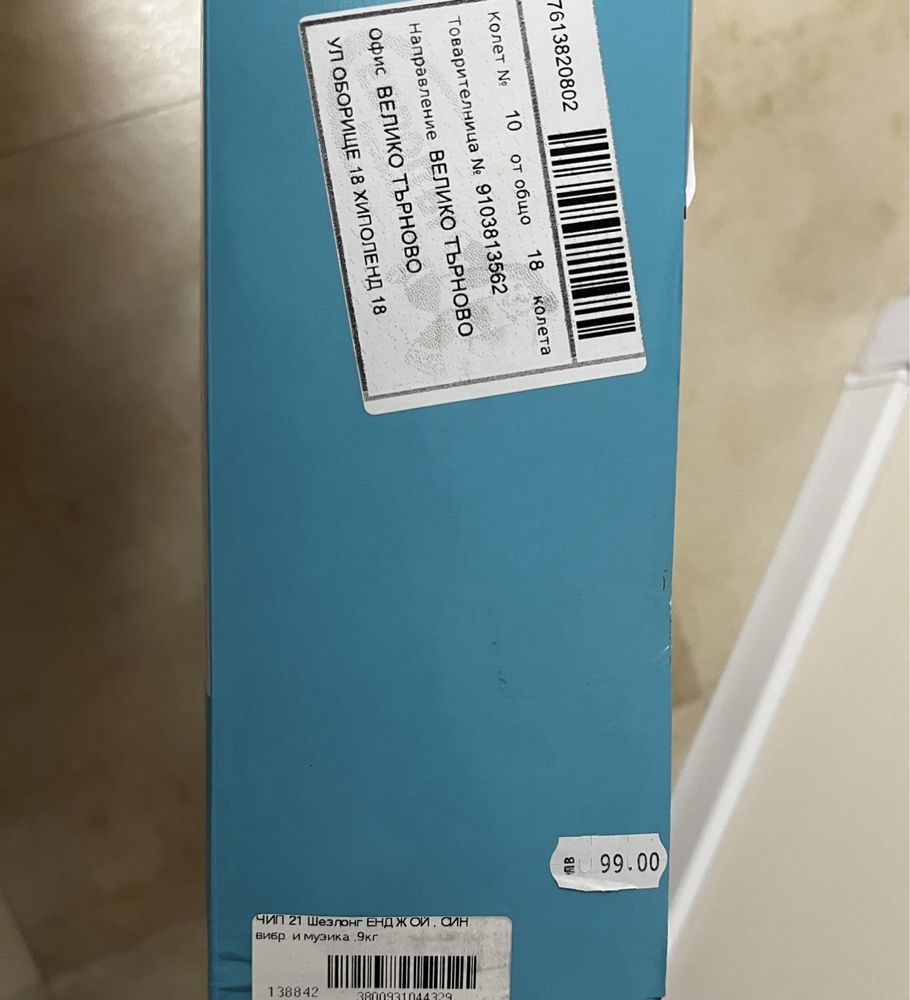 7613820802
Колет № 10 от общо 18 колета
Товарителница № 9103813562
Направление ВЕЛИКО ТЪРНОВО
Офис ВЕЛИКО ТЪРНОВО
УЛ ОБОРИЩЕ 18 ХИПОЛЕНД 18
99.00
ЧИП 21 Шезлонг ЕНДЖОЙ , СИН
вибр. и музика ,9кг
138842
3800931044329